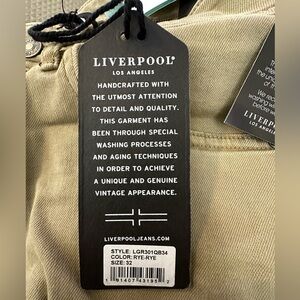 LIVERPOOL®
LOS ANGELES
HANDCRAFTED WITH
THE UTMOST ATTENTION
TO DETAIL AND QUALITY.
THIS GARMENT HAS
BEEN THROUGH SPECIAL
WASHING PROCESSES
AND AGING TECHNIQUES
IN ORDER TO ACHIEVE
A UNIQUE AND GENUINE
VINTAGE APPEARANCE.
LIVERPOOLJEANS.COM
STYLE: LGR301QB34
COLOR: RYE-RYE
SIZE: 32
LIVERP
LOS ANG